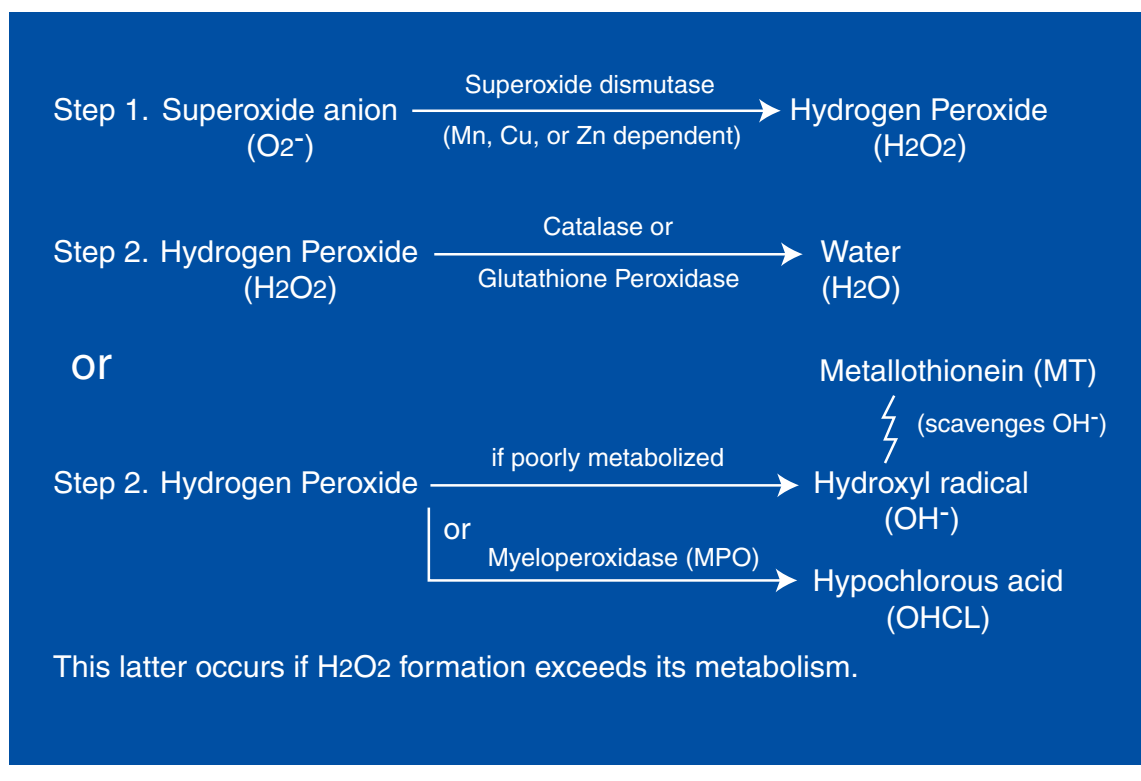 Superoxide dismutase
Step 1. Superoxide anion Hydrogen Peroxide
(Mn, Cu, or Zn dependent)
(O2-) (H2O2)
Catalase or
Step 2. Hydrogen Peroxide Water
Glutathione Peroxidase
(H2O2) (H2O)
or
Metallothionein (MT)
(scavenges OH-)
if poorly metabolized
Step 2. Hydrogen Peroxide Hydroxyl radical
(OH-)
or
Myeloperoxidase (MPO)
Hypochlorous acid
(OHCL)
This latter occurs if H2O2 formation exceeds its metabolism.